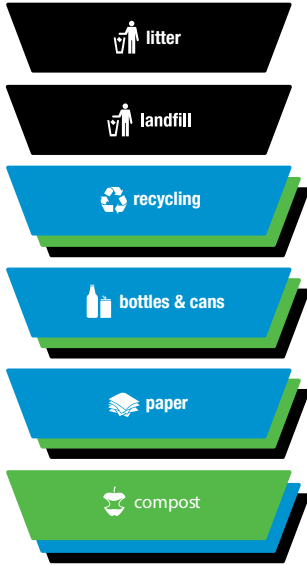 litter
landfill
recycling
bottles & cans
paper
compost